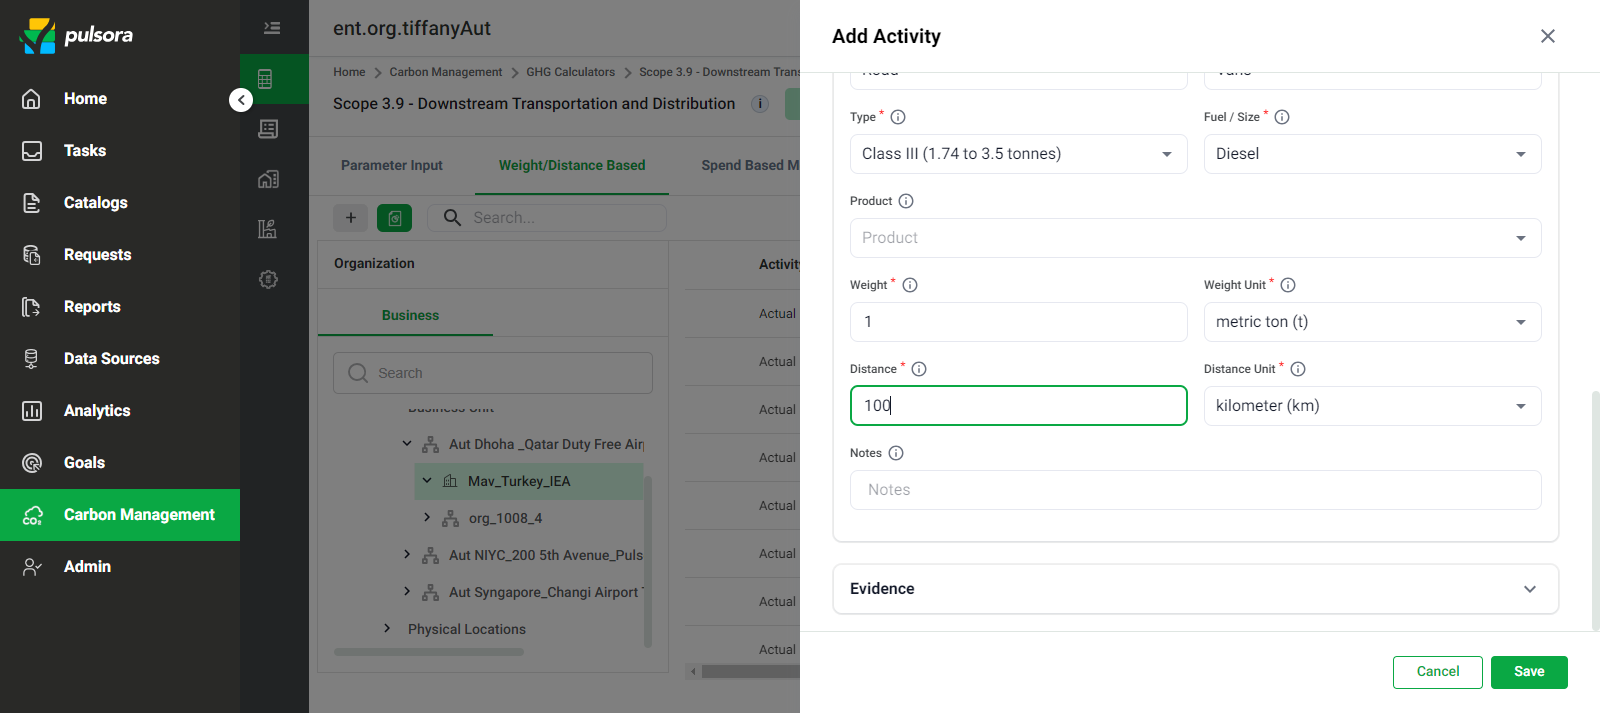 pulsora
Home
Tasks
Catalogs
Requests
Reports
Data Sources
Analytics
Goals
Carbon Management
Admin
ent.org.tiffanyAut
Home > Carbon Management > GHG Calculators > Scope 3.9 - Downstream Trans
Scope 3.9 - Downstream Transportation and Distribution
Parameter Input
Weight/Distance Based
Spend Based M
Search...
Organization
Business
Search
Business Unit
Aut Dhoha _Qatar Duty Free Air
Mav_Turkey_IEA
org_1008_4
Aut NIYC_200 5th Avenue_Puls
Aut Syngapore_Changi Airport T
Physical Locations
Activity
Actual
Actual
Actual
Actual
Actual
Actual
Actual
Actual
Add Activity
Road
Vans
Type *
Fuel / Size *
Class III (1.74 to 3.5 tonnes)
Diesel
Product
Product
Weight *
Weight Unit *
1
metric ton (t)
Distance *
Distance Unit *
100
kilometer (km)
Notes
Notes
Evidence
Cancel
Save